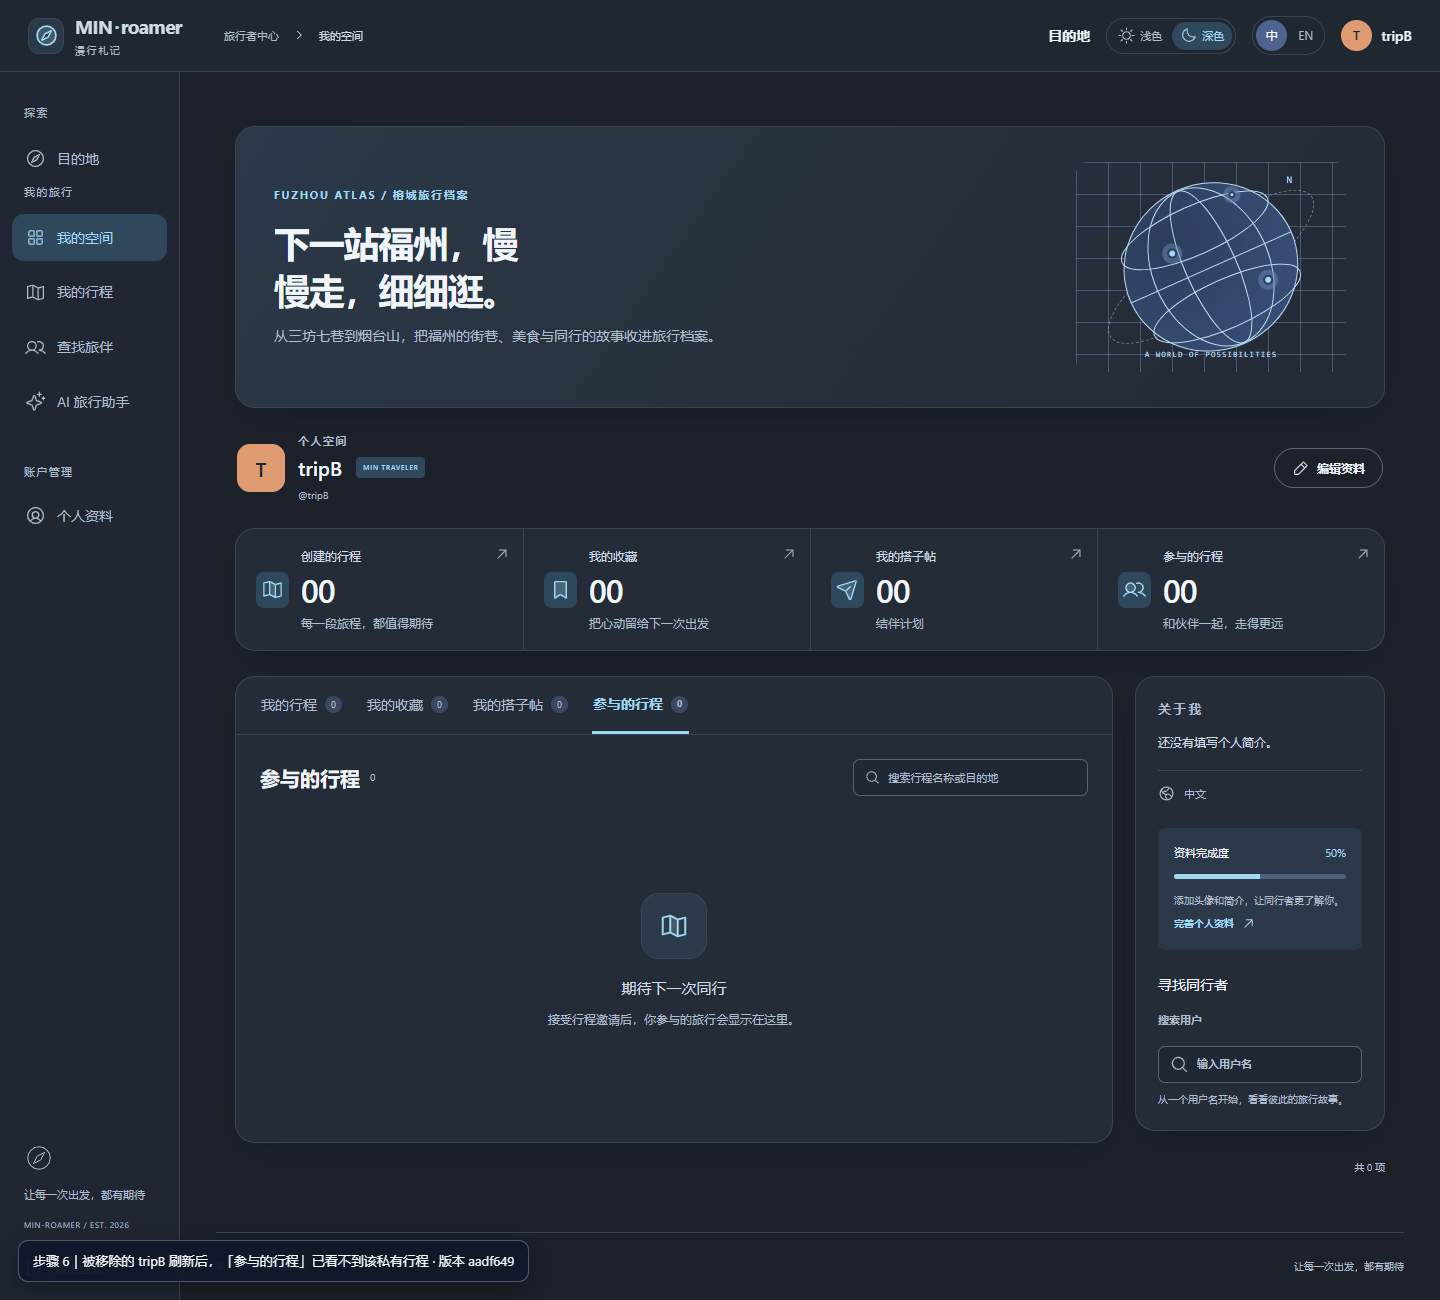 MIN·roamer
漫行札记
旅行者中心
我的空间
目的地
浅色
深色
中
EN
T
tripB
探索
目的地
我的旅行
我的空间
我的行程
查找旅伴
AI 旅行助手
账户管理
个人资料
FUZHOU ATLAS / 榕城旅行档案
下一站福州，慢
慢走，细细逛。
从三坊七巷到烟台山，把福州的街巷、美食与同行的故事收进旅行档案。
N
A WORLD OF POSSIBILITIES
T
个人空间
tripB
MIN TRAVELER
@tripB
编辑资料
创建的行程
00
每一段旅程，都值得期待
我的收藏
00
把心动留给下一次出发
我的搭子帖
00
结伴计划
参与的行程
00
和伙伴一起，走得更远
我的行程 0
我的收藏 0
我的搭子帖 0
参与的行程 0
参与的行程 0
搜索行程名称或目的地
期待下一次同行
接受行程邀请后，你参与的旅行会显示在这里。
关于我
还没有填写个人简介。
中文
资料完成度
50%
添加头像和简介，让同行者更了解你。
完善个人资料
寻找同行者
搜索用户
输入用户名
从一个用户名开始，看看彼此的旅行故事。
共 0 项
让每一次出发，都有期待
MIN-ROAMER / EST. 2026
步骤 6 | 被移除的 tripB 刷新后，「参与的行程」已看不到该私有行程 · 版本 aadf649
让每一次出发，都有期待